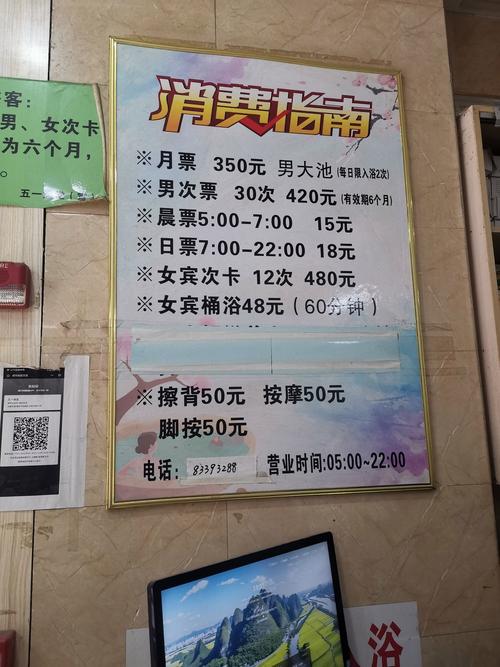 客:
男、女次卡
为六个月，
。
五一
消费指南
※月票 350元 男大池(每日限入浴2次)
※男次票 30次 420元(有效期6个月)
※晨票5:00-7:00 15元
※日票7:00-22:00 18元
※女宾次卡 12次 480元
※女宾桶浴48元（60分钟）
※擦背50元 按摩50元
脚按50元
电话: 83393288 营业时间:05:00~22:00
浴